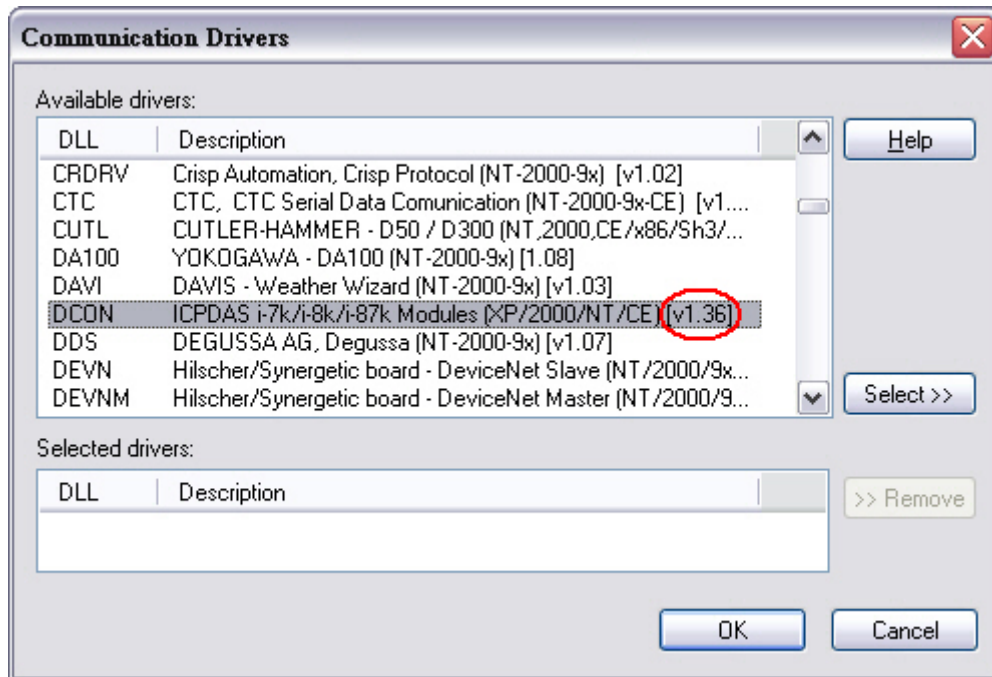 Communication Drivers
Available drivers:
DLL Description
Help
CRDRV Crisp Automation, Crisp Protocol (NT-2000-9x) [v1.02]
CTC CTC, CTC Serial Data Comunication (NT-2000-9x-CE) [v1....
CUTL CUTLER-HAMMER - D50 / D300 (NT,2000,CE/x86/Sh3/...
DA100 YOKOGAWA - DA100 (NT-2000-9x) [1.08]
DAVI DAVIS - Weather Wizard (NT-2000-9x) [v1.03]
DCON ICPDAS i-7k/i-8k/i-87k Modules (XP/2000/NT/CE) [v1.36]
DDS DEGUSSA AG, Degussa (NT-2000-9x) [v1.07]
DEVN Hilscher/Synergetic board - DeviceNet Slave (NT/2000/9x...
DEVNM Hilscher/Synergetic board - DeviceNet Master (NT/2000/9...
Select >>
Selected drivers:
DLL Description
>> Remove
OK Cancel